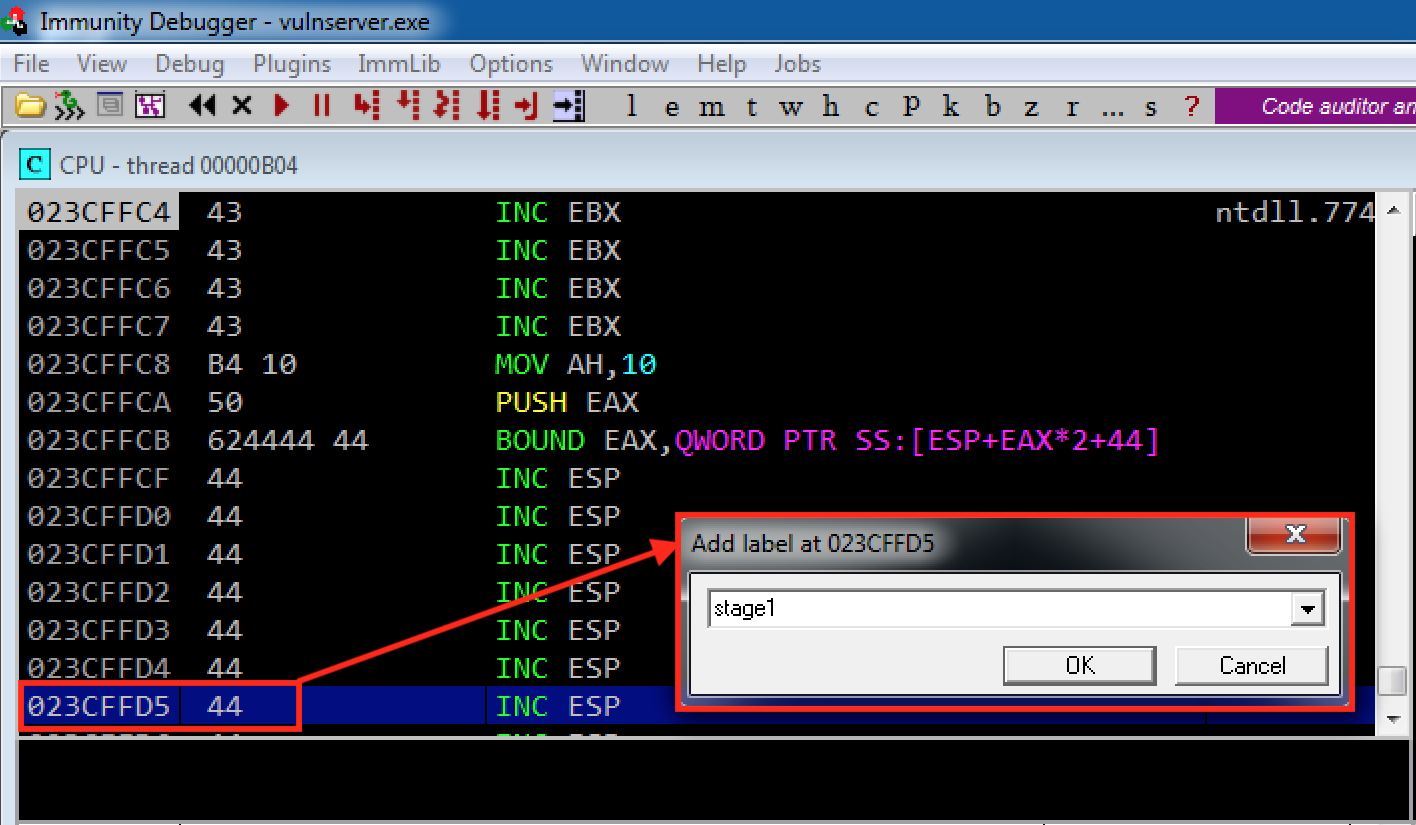 Immunity Debugger - vulnserver.exe
File View Debug Plugins ImmLib Options Window Help Jobs
l e m t w h c P k b z r ... s ? Code auditor an
C CPU - thread 00000B04
023CFFC4 43 INC EBX ntdll.774
023CFFC5 43 INC EBX
023CFFC6 43 INC EBX
023CFFC7 43 INC EBX
023CFFC8 B4 10 MOV AH,10
023CFFCA 50 PUSH EAX
023CFFCB 624444 44 BOUND EAX,QWORD PTR SS:[ESP+EAX*2+44]
023CFFCF 44 INC ESP
023CFFD0 44 INC ESP
023CFFD1 44 INC ESP
023CFFD2 44 INC ESP
023CFFD3 44 INC ESP
023CFFD4 44 INC ESP
023CFFD5 44 INC ESP
Add label at 023CFFD5
stage1
OK Cancel